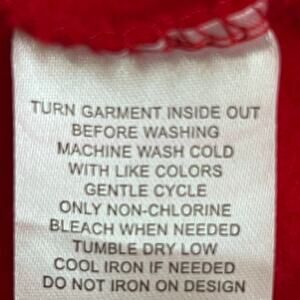 TURN GARMENT INSIDE OUT
BEFORE WASHING
MACHINE WASH COLD
WITH LIKE COLORS
GENTLE CYCLE
ONLY NON-CHLORINE
BLEACH WHEN NEEDED
TUMBLE DRY LOW
COOL IRON IF NEEDED
DO NOT IRON ON DESIGN